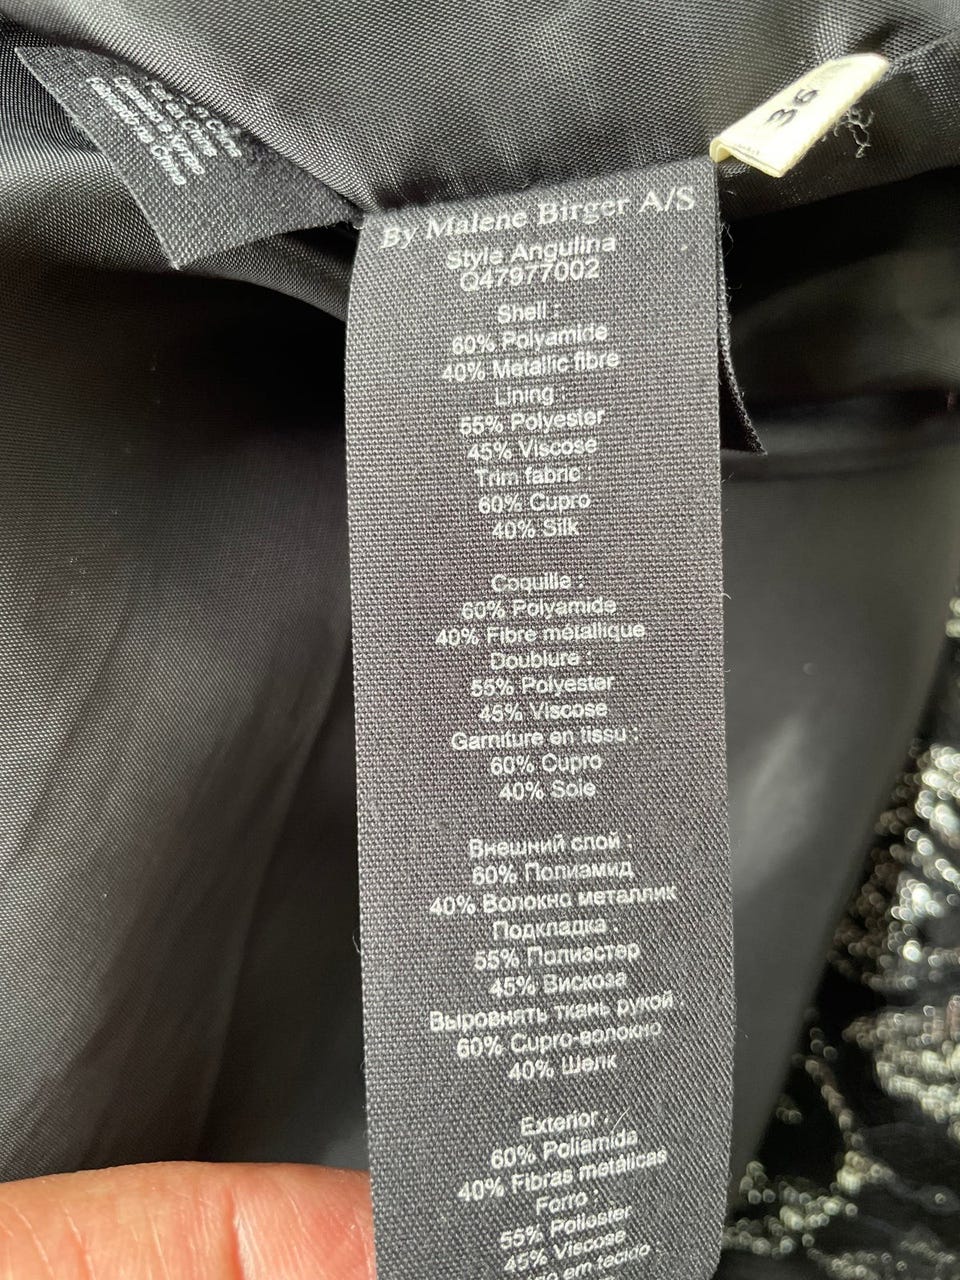 36
By Malene Birger A/S
Style Angulina
Q47977002
Shell :
60% Polyamide
40% Metallic fibre
Lining :
55% Polyester
45% Viscose
Trim fabric :
60% Cupro
40% Silk
Coquille :
60% Polyamide
40% Fibre métallique
Doublure :
55% Polyester
45% Viscose
Garniture en tissu :
60% Cupro
40% Soie
Внешний слой :
60% Полиамид
40% Волокно металлик
Подкладка :
55% Полиэстер
45% Вискоза
Выровнять ткань рукой
60% Cupro-волокно
40% Шелк
Exterior :
60% Poliamida
40% Fibras metálicas
Forro :
55% Poliester
45% Viscose
em tecido :